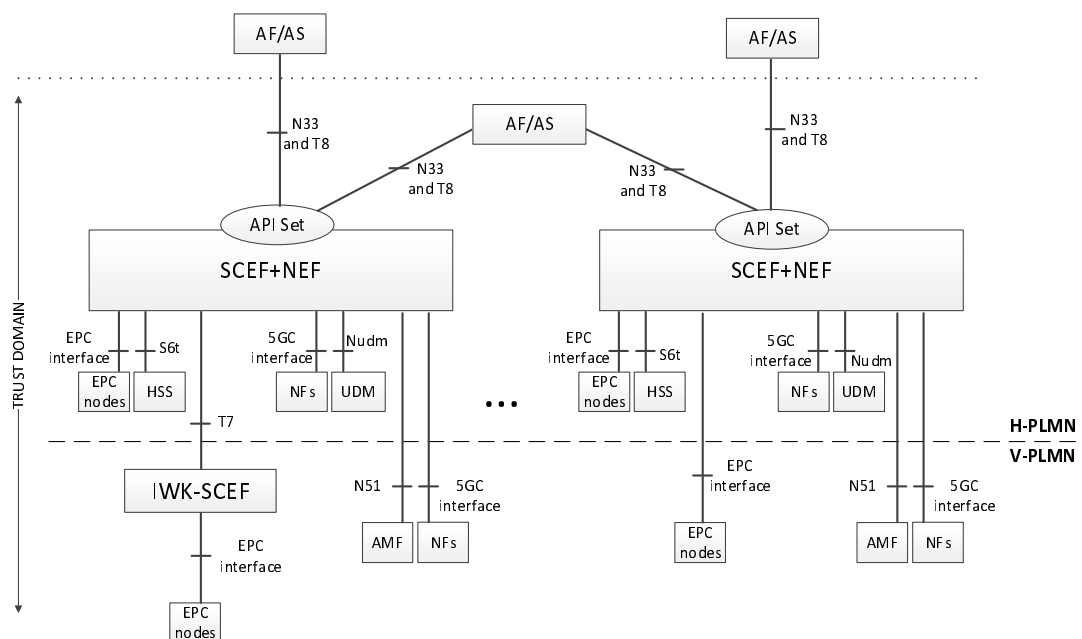 AF/AS
AF/AS
AF/AS
N33
and T8
N33
and T8
N33
and T8
N33
and T8
API Set
API Set
SCEF+NEF
SCEF+NEF
TRUST DOMAIN
EPC
interface
S6t
5GC
interface
Nudm
EPC
interface
S6t
5GC
interface
Nudm
EPC
nodes
HSS
NFs
UDM
...
EPC
nodes
HSS
NFs
UDM
T7
H-PLMN
V-PLMN
IWK-SCEF
N51
5GC
interface
EPC
interface
N51
5GC
interface
AMF
NFs
EPC
nodes
AMF
NFs
EPC
interface
EPC
nodes